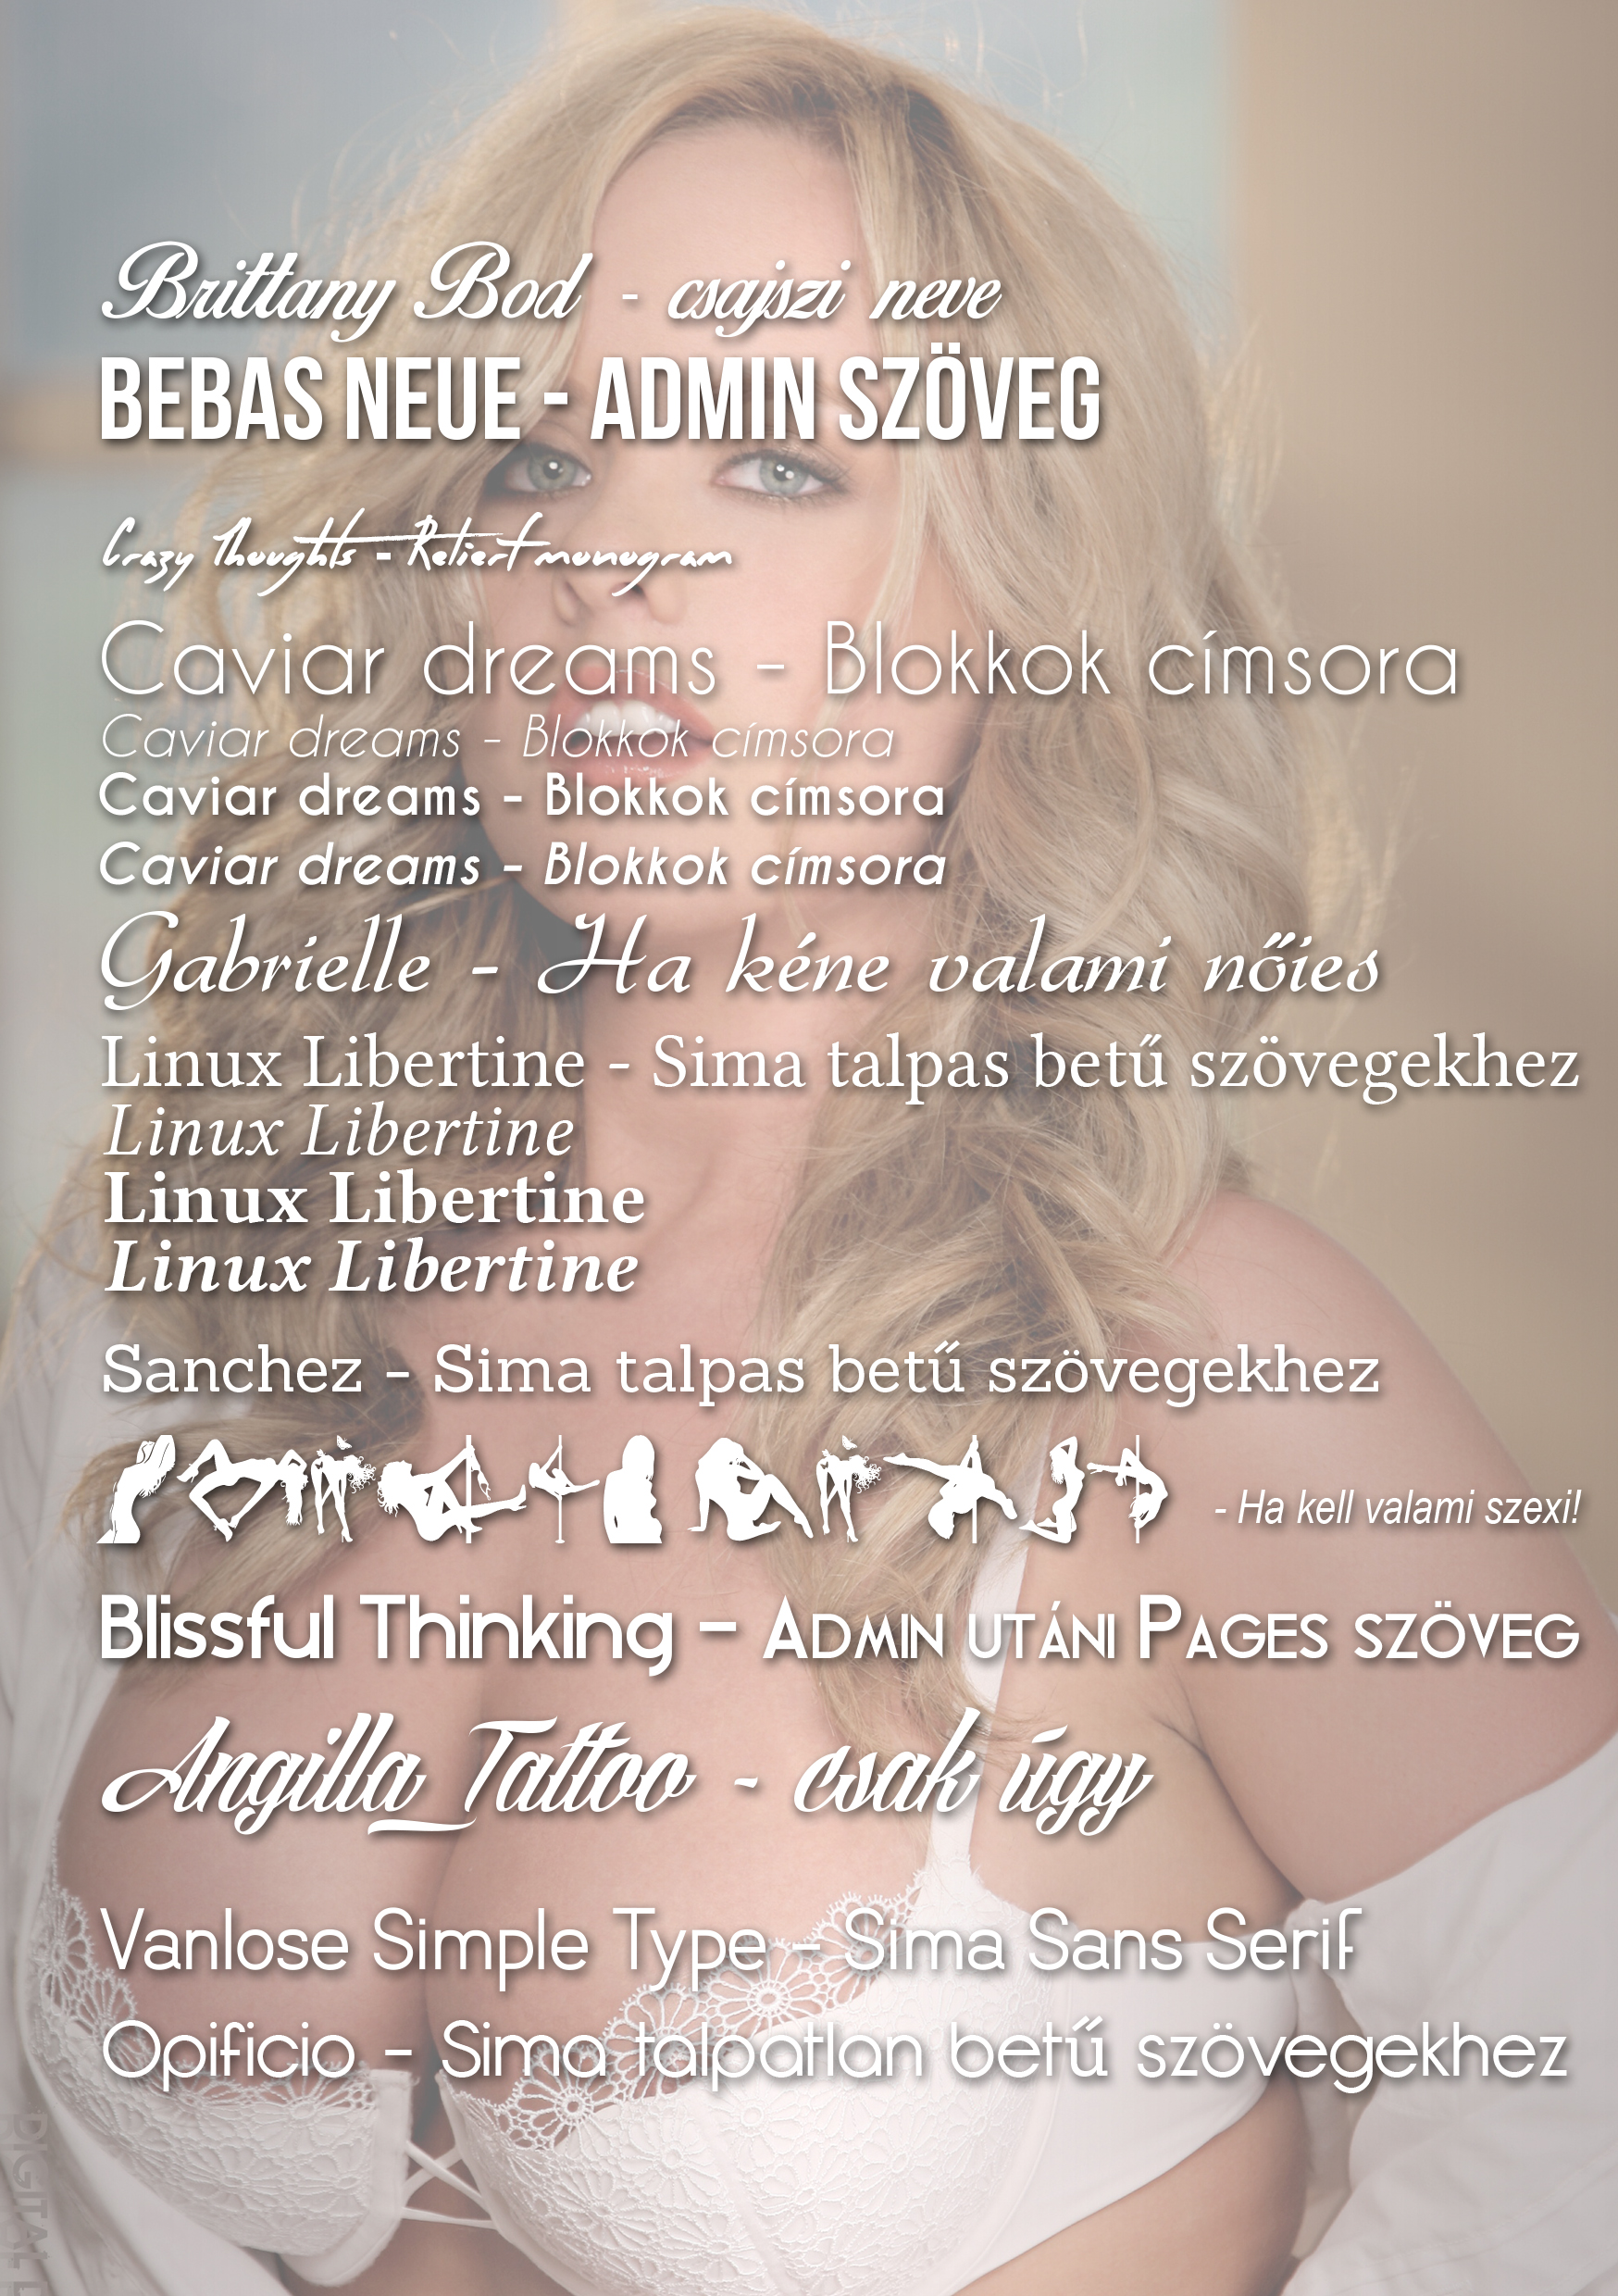 Brittany Bod - csajszi neve
BEBAS NEUE - ADMIN SZÖVEG
Crazy Thoughts - Retiert monogram
Caviar dreams - Blokkok címsora
Caviar dreams - Blokkok címsora
Caviar dreams - Blokkok címsora
Caviar dreams - Blokkok címsora
Gabrielle - Ha kéne valami nőies
Linux Libertine - Sima talpas betű szövegekhez
Linux Libertine
Linux Libertine
Linux Libertine
Sanchez - Sima talpas betű szövegekhez
- Ha kell valami szexi!
Blissful Thinking - Admin utáni Pages szöveg
Angilla Tattoo - csak úgy
Vanlose Simple Type - Sima Sans Serif
Opificio - Sima talpatlan betű szövegekhez